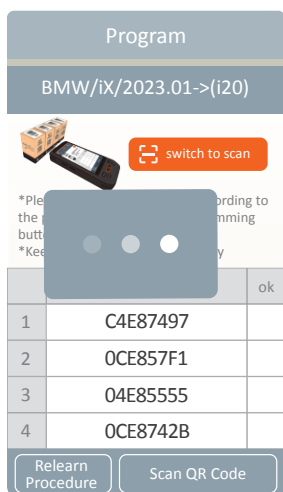 Program
BMW/iX/2023.01->(i20)
switch to scan
*Ple rding to
the mming
butt
*Kee y
ok
1 C4E87497
2 0CE857F1
3 04E85555
4 0CE8742B
Relearn
Procedure
Scan QR Code